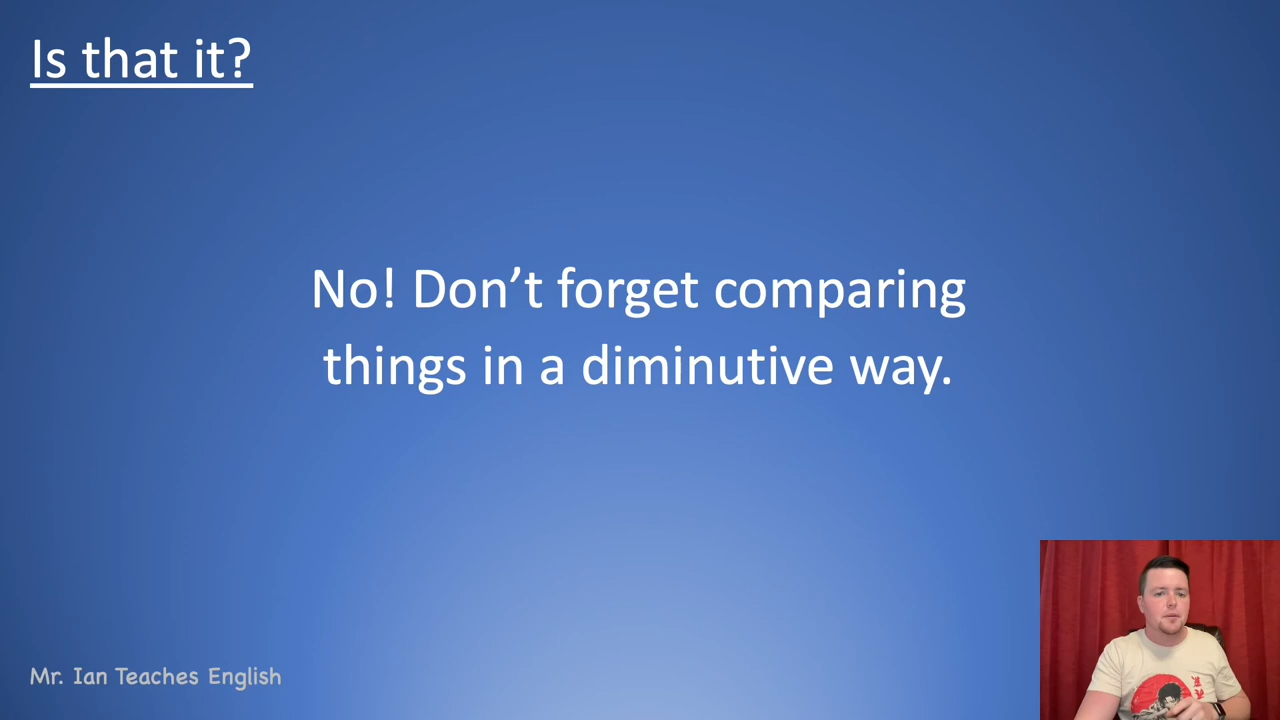 Is that it?
No! Don’t forget comparing
things in a diminutive way.
Mr. Ian Teaches English